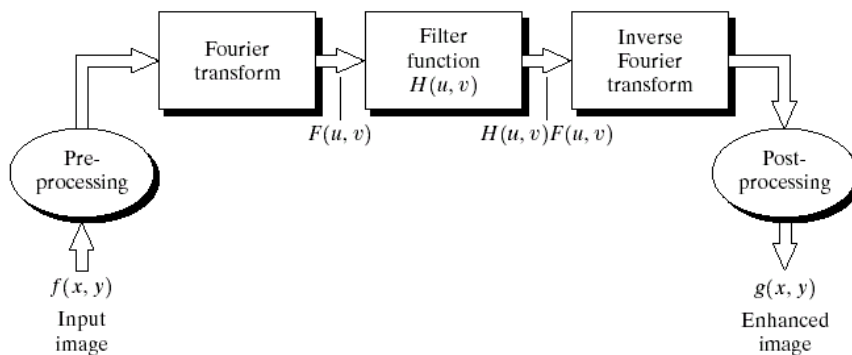 Fourier
transform
Filter
function
H(u, v)
Inverse
Fourier
transform
F(u, v)
H(u, v)F(u, v)
Pre-
processing
Post-
processing
f(x, y)
Input
image
g(x, y)
Enhanced
image